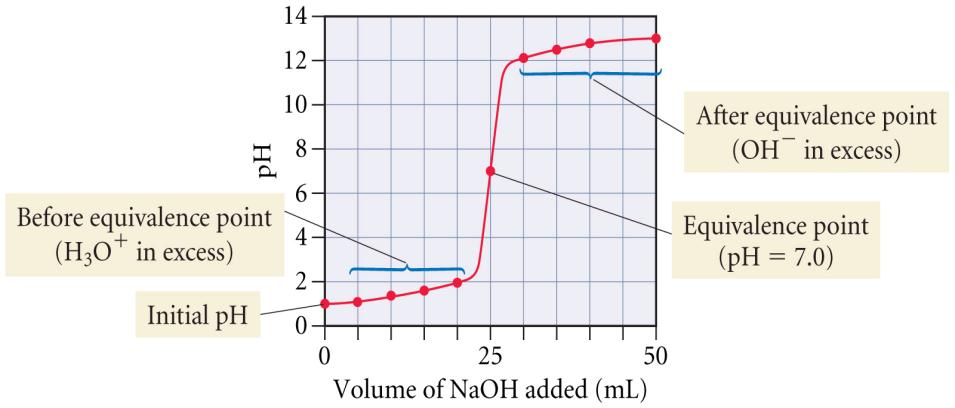 14
12
10
8
6
4
2
0
pH
0
25
50
Volume of NaOH added (mL)
After equivalence point
(OH⁻ in excess)
Equivalence point
(pH = 7.0)
Before equivalence point
(H₃O⁺ in excess)
Initial pH